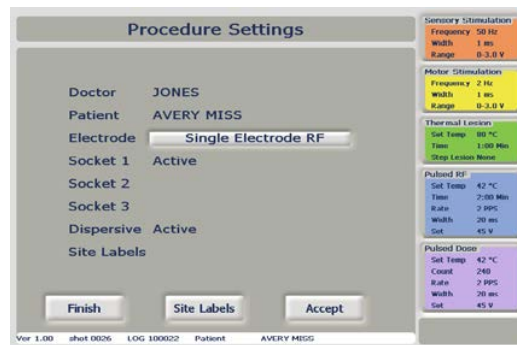 Procedure Settings
Doctor JONES
Patient AVERY MISS
Electrode Single Electrode RF
Socket 1 Active
Socket 2
Socket 3
Dispersive Active
Site Labels
Finish Site Labels Accept
Ver 1.00 shot 0026 LOG 100022 Patient AVERY MISS
Sensory Stimulation
Frequency 50 Hz
Width 1 ms
Range 0-3.0 V
Motor Stimulation
Frequency 2 Hz
Width 1 ms
Range 0-3.0 V
Thermal Lesion
Set Temp 80 °C
Time 1:00 Min
Step Lesion None
Pulsed RF
Set Temp 42 °C
Time 2:00 Min
Rate 2 PPS
Width 20 ms
Set 45 V
Pulsed Dose
Set Temp 42 °C
Count 240
Rate 2 PPS
Width 20 ms
Set 45 V